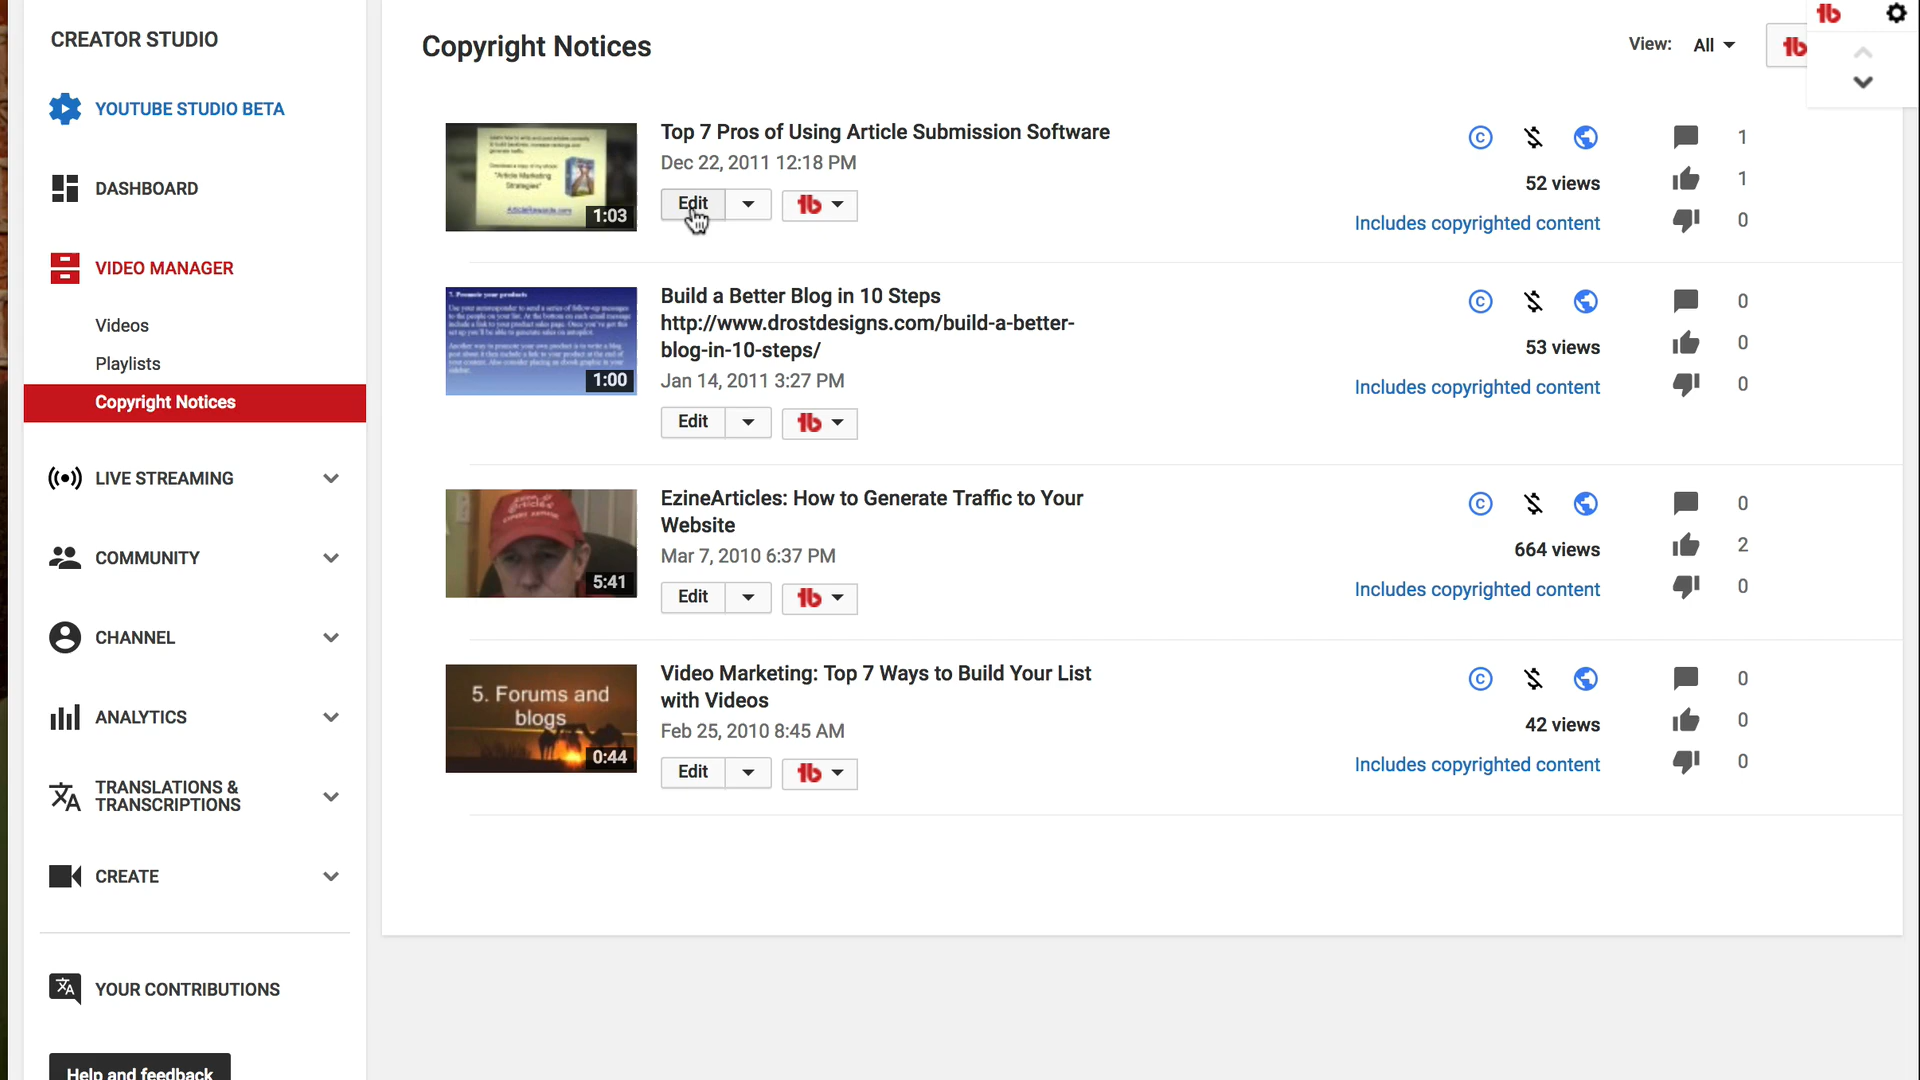 CREATOR STUDIO
YOUTUBE STUDIO BETA
DASHBOARD
VIDEO MANAGER
Videos
Playlists
Copyright Notices
LIVE STREAMING
COMMUNITY
CHANNEL
ANALYTICS
TRANSLATIONS &
TRANSCRIPTIONS
CREATE
YOUR CONTRIBUTIONS
Help and feedback
Copyright Notices
View: All
Top 7 Pros of Using Article Submission Software
Dec 22, 2011 12:18 PM
1:03
Edit
52 views
Includes copyrighted content
1
1
0
Build a Better Blog in 10 Steps
http://www.drostdesigns.com/build-a-better-
blog-in-10-steps/
Jan 14, 2011 3:27 PM
7. Promote your products
1:00
Edit
53 views
Includes copyrighted content
0
0
0
EzineArticles: How to Generate Traffic to Your
Website
Mar 7, 2010 6:37 PM
5:41
Edit
664 views
Includes copyrighted content
0
2
0
Video Marketing: Top 7 Ways to Build Your List
with Videos
Feb 25, 2010 8:45 AM
5. Forums and
blogs
0:44
Edit
42 views
Includes copyrighted content
0
0
0